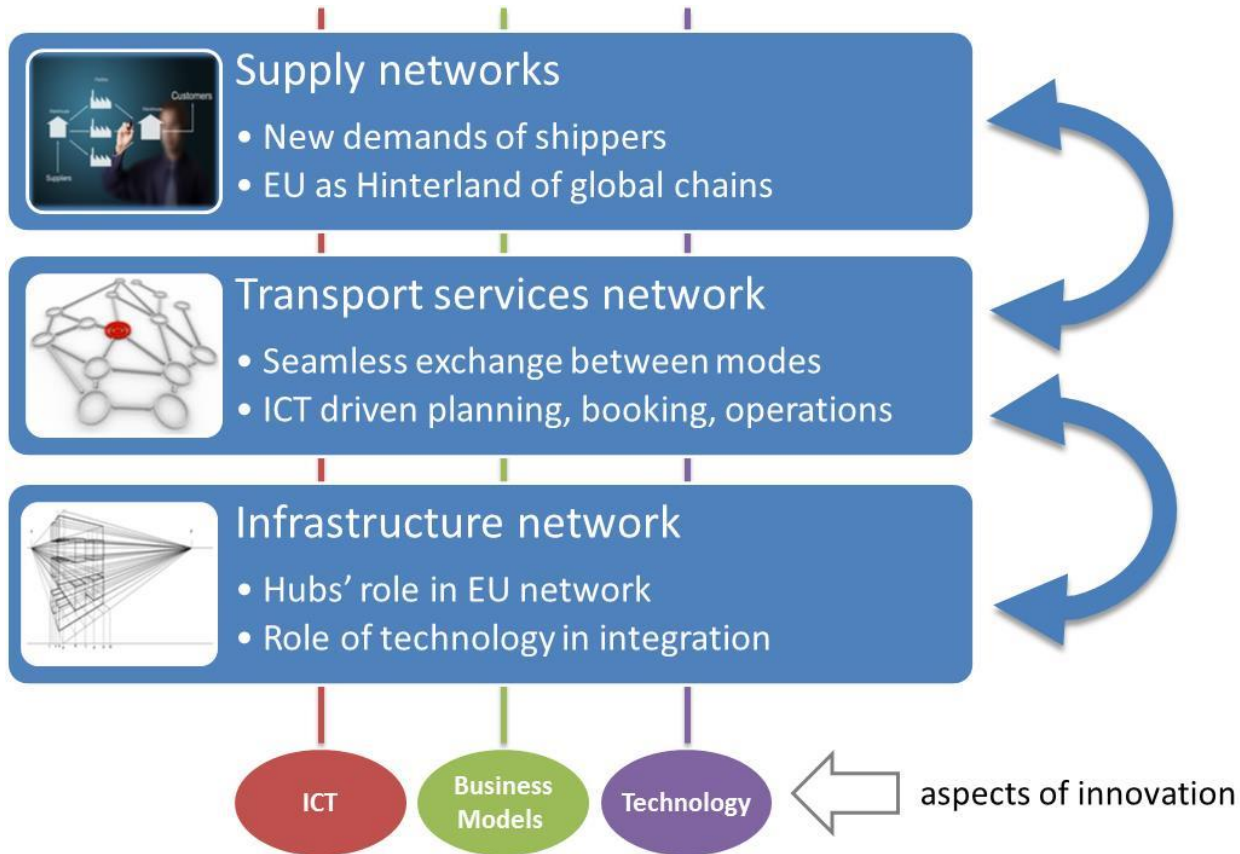 Supply networks
• New demands of shippers
• EU as Hinterland of global chains
Customers
Suppliers
Transport services network
• Seamless exchange between modes
• ICT driven planning, booking, operations
Infrastructure network
• Hubs’ role in EU network
• Role of technology in integration
ICT
Business
Models
Technology
aspects of innovation